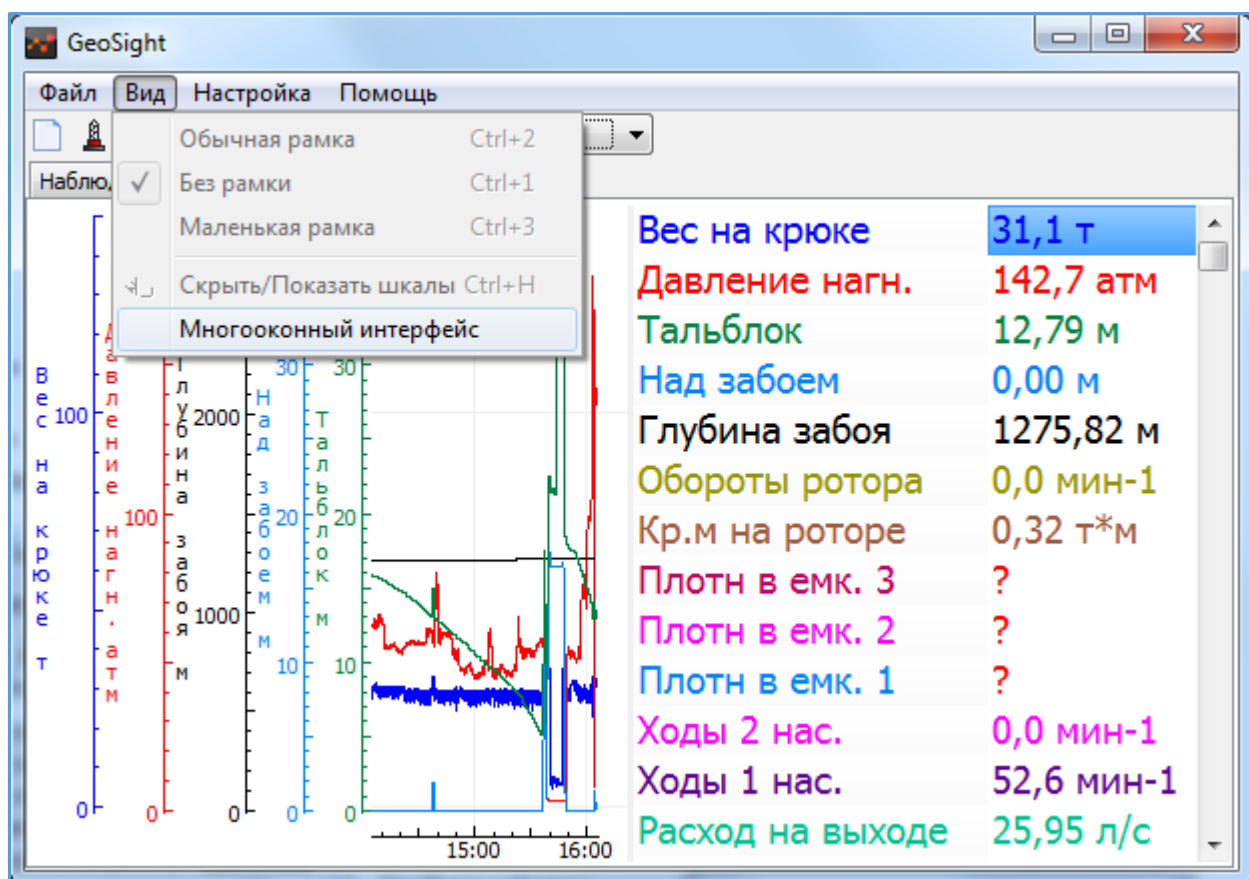 GeoSight
Файл Вид Настройка Помощь
Обычная рамка Ctrl+2
Без рамки Ctrl+1
Маленькая рамка Ctrl+3
Скрыть/Показать шкалы Ctrl+H
Многооконный интерфейс
Вес на крюке 31,1 т
Давление нагн. 142,7 атм
Тальблок 12,79 м
Над забоем 0,00 м
Глубина забоя 1275,82 м
Обороты ротора 0,0 мин-1
Кр.м на роторе 0,32 т*м
Плотн в емк. 3 ?
Плотн в емк. 2 ?
Плотн в емк. 1 ?
Ходы 2 нас. 0,0 мин-1
Ходы 1 нас. 52,6 мин-1
Расход на выходе 25,95 л/с
Вес на крюке т
100
0
Давление нагн. атм
100
0
2000
1000
0
забоя м
Над забоем м
30
20
10
0
Тальблок м
30
20
10
0
15:00 16:00